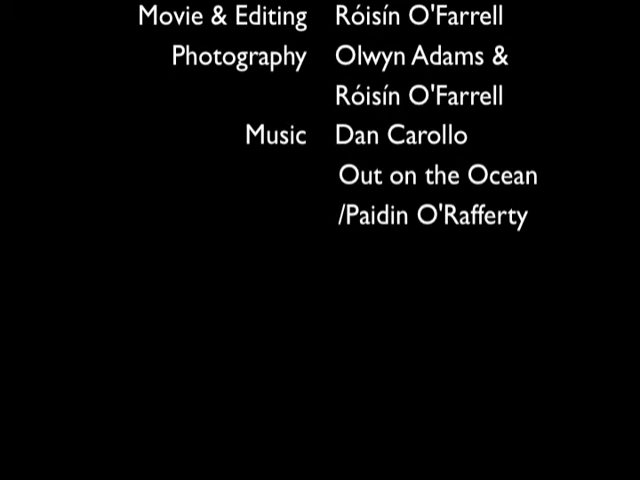 Movie & Editing Róisín O'Farrell
Photography Olwyn Adams &
Róisín O'Farrell
Music Dan Carollo
Out on the Ocean
/Paidin O'Rafferty